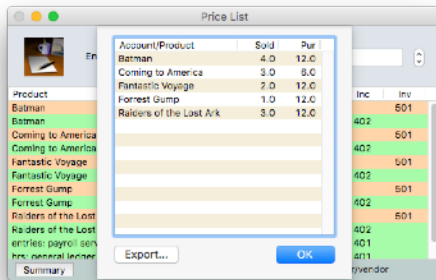 Price List
En
Account/Product Sold Pur
Batman 4.0 12.0
Coming to America 3.0 6.0
Fantastic Voyage 2.0 12.0
Forrest Gump 1.0 12.0
Raiders of the Lost Ark 3.0 12.0
Product Inc Inv
Batman 501
Batman 402
Coming to America 501
Coming to America 402
Fantastic Voyage 501
Fantastic Voyage 402
Forrest Gump 501
Forrest Gump 402
Raiders of the Lost 501
Raiders of the Lost 402
entries: payroll serv 401
hrs: general ledger 401
Export... OK
Summary r/vendor